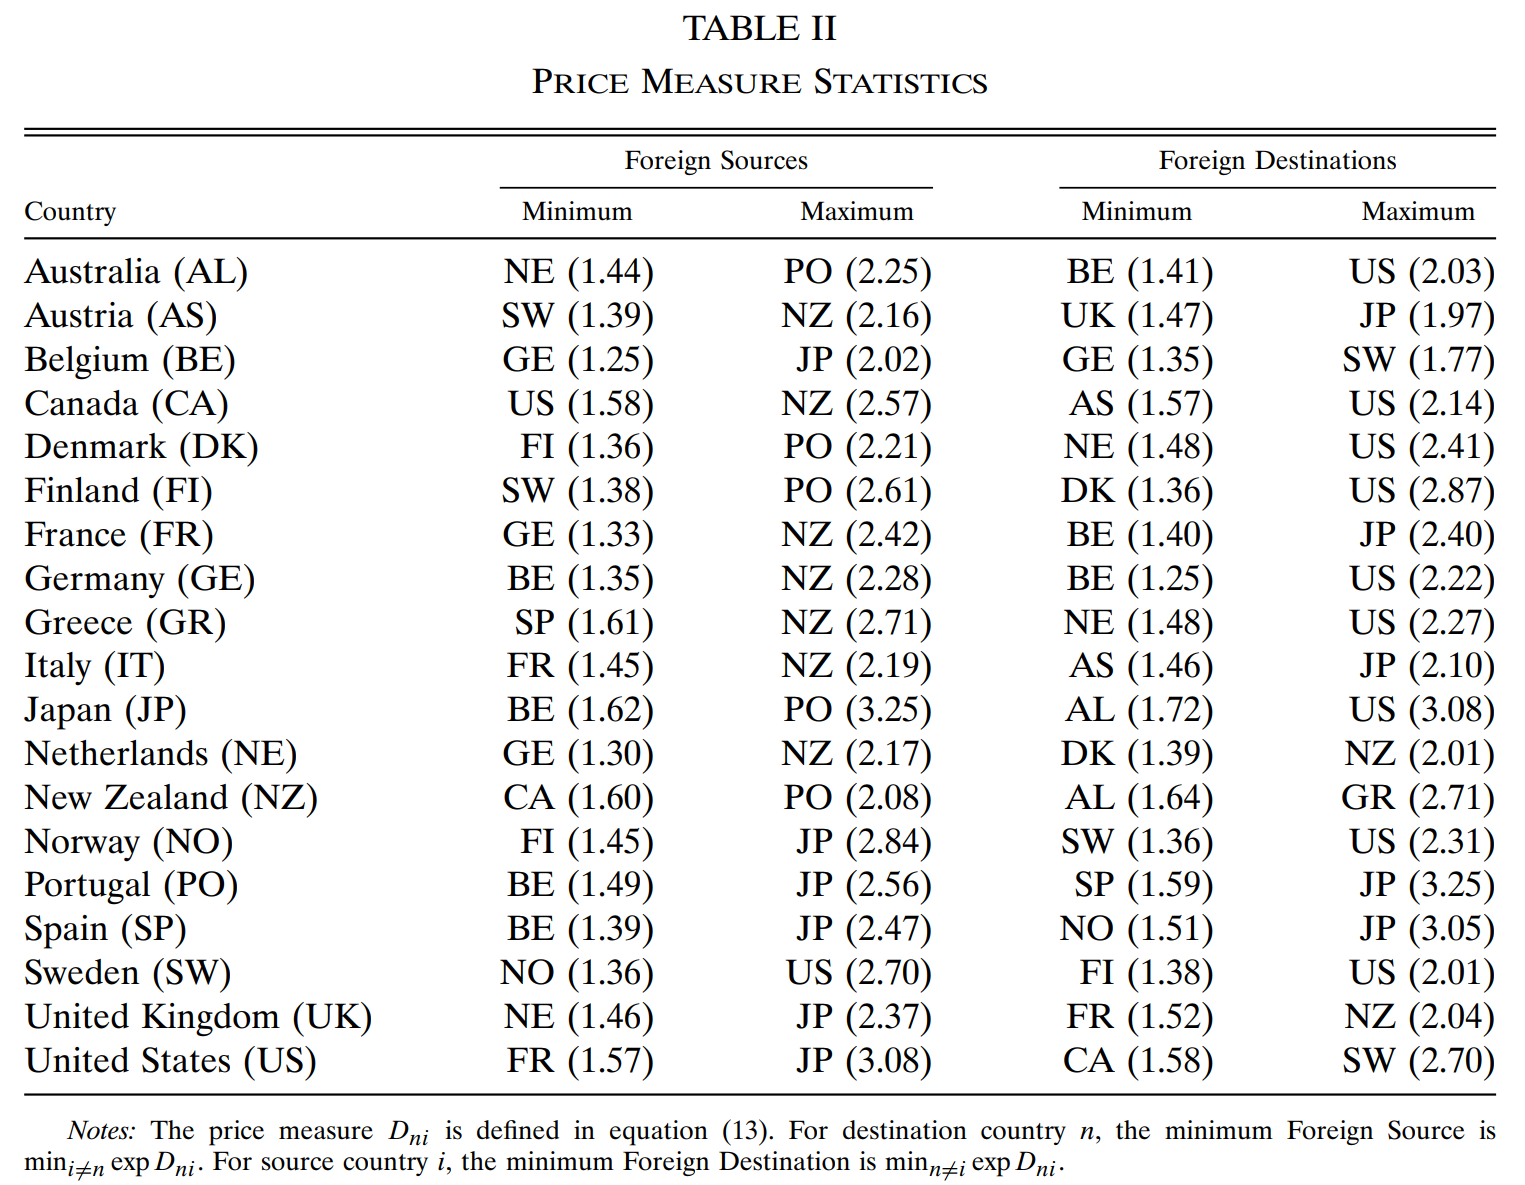 TABLE II
PRICE MEASURE STATISTICS
Foreign Sources Foreign Destinations
Country Minimum Maximum Minimum Maximum
Australia (AL) NE (1.44) PO (2.25) BE (1.41) US (2.03)
Austria (AS) SW (1.39) NZ (2.16) UK (1.47) JP (1.97)
Belgium (BE) GE (1.25) JP (2.02) GE (1.35) SW (1.77)
Canada (CA) US (1.58) NZ (2.57) AS (1.57) US (2.14)
Denmark (DK) FI (1.36) PO (2.21) NE (1.48) US (2.41)
Finland (FI) SW (1.38) PO (2.61) DK (1.36) US (2.87)
France (FR) GE (1.33) NZ (2.42) BE (1.40) JP (2.40)
Germany (GE) BE (1.35) NZ (2.28) BE (1.25) US (2.22)
Greece (GR) SP (1.61) NZ (2.71) NE (1.48) US (2.27)
Italy (IT) FR (1.45) NZ (2.19) AS (1.46) JP (2.10)
Japan (JP) BE (1.62) PO (3.25) AL (1.72) US (3.08)
Netherlands (NE) GE (1.30) NZ (2.17) DK (1.39) NZ (2.01)
New Zealand (NZ) CA (1.60) PO (2.08) AL (1.64) GR (2.71)
Norway (NO) FI (1.45) JP (2.84) SW (1.36) US (2.31)
Portugal (PO) BE (1.49) JP (2.56) SP (1.59) JP (3.25)
Spain (SP) BE (1.39) JP (2.47) NO (1.51) JP (3.05)
Sweden (SW) NO (1.36) US (2.70) FI (1.38) US (2.01)
United Kingdom (UK) NE (1.46) JP (2.37) FR (1.52) NZ (2.04)
United States (US) FR (1.57) JP (3.08) CA (1.58) SW (2.70)
Notes: The price measure Dni is defined in equation (13). For destination country n, the minimum Foreign Source is
mini≠n exp Dni. For source country i, the minimum Foreign Destination is minn≠i exp Dni.